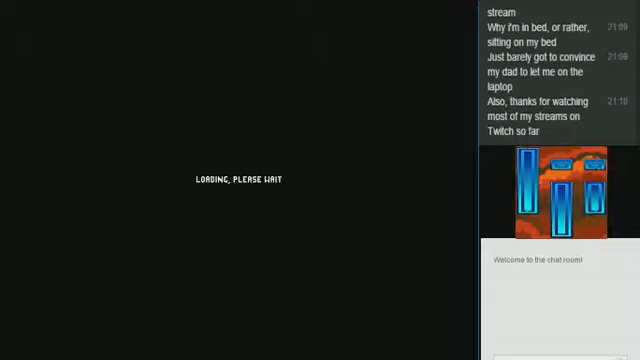 stream
Why i'm in bed, or rather, 21:09
sitting on my bed
Just barely got to convince 21:09
my dad to let me on the
laptop
Also, thanks for watching 21:10
most of my streams on
Twitch so far
LOADING, PLEASE WAIT
Welcome to the chat room!